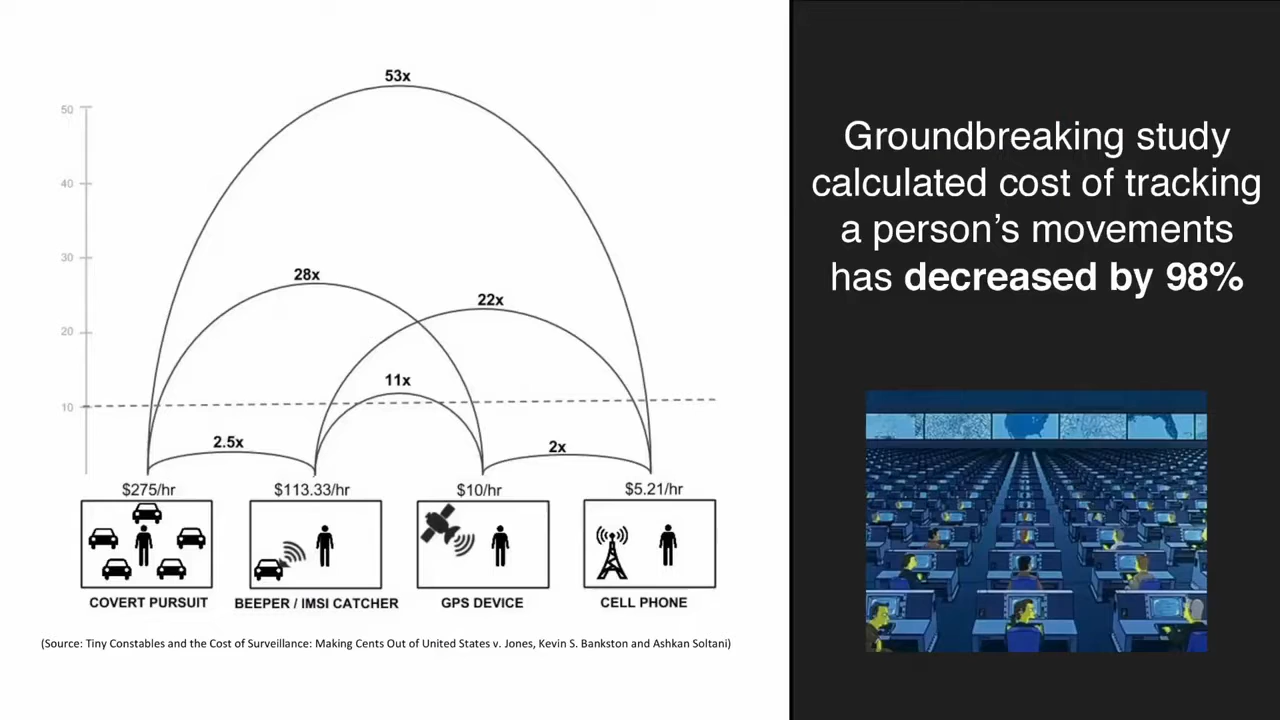 53x
50
40
30
28x
22x
20
11x
10
2.5x
2x
$275/hr
$113.33/hr
$10/hr
$5.21/hr
COVERT PURSUIT
BEEPER / IMSI CATCHER
GPS DEVICE
CELL PHONE
(Source: Tiny Constables and the Cost of Surveillance: Making Cents Out of United States v. Jones, Kevin S. Bankston and Ashkan Soltani)
Groundbreaking study
calculated cost of tracking
a person’s movements
has decreased by 98%